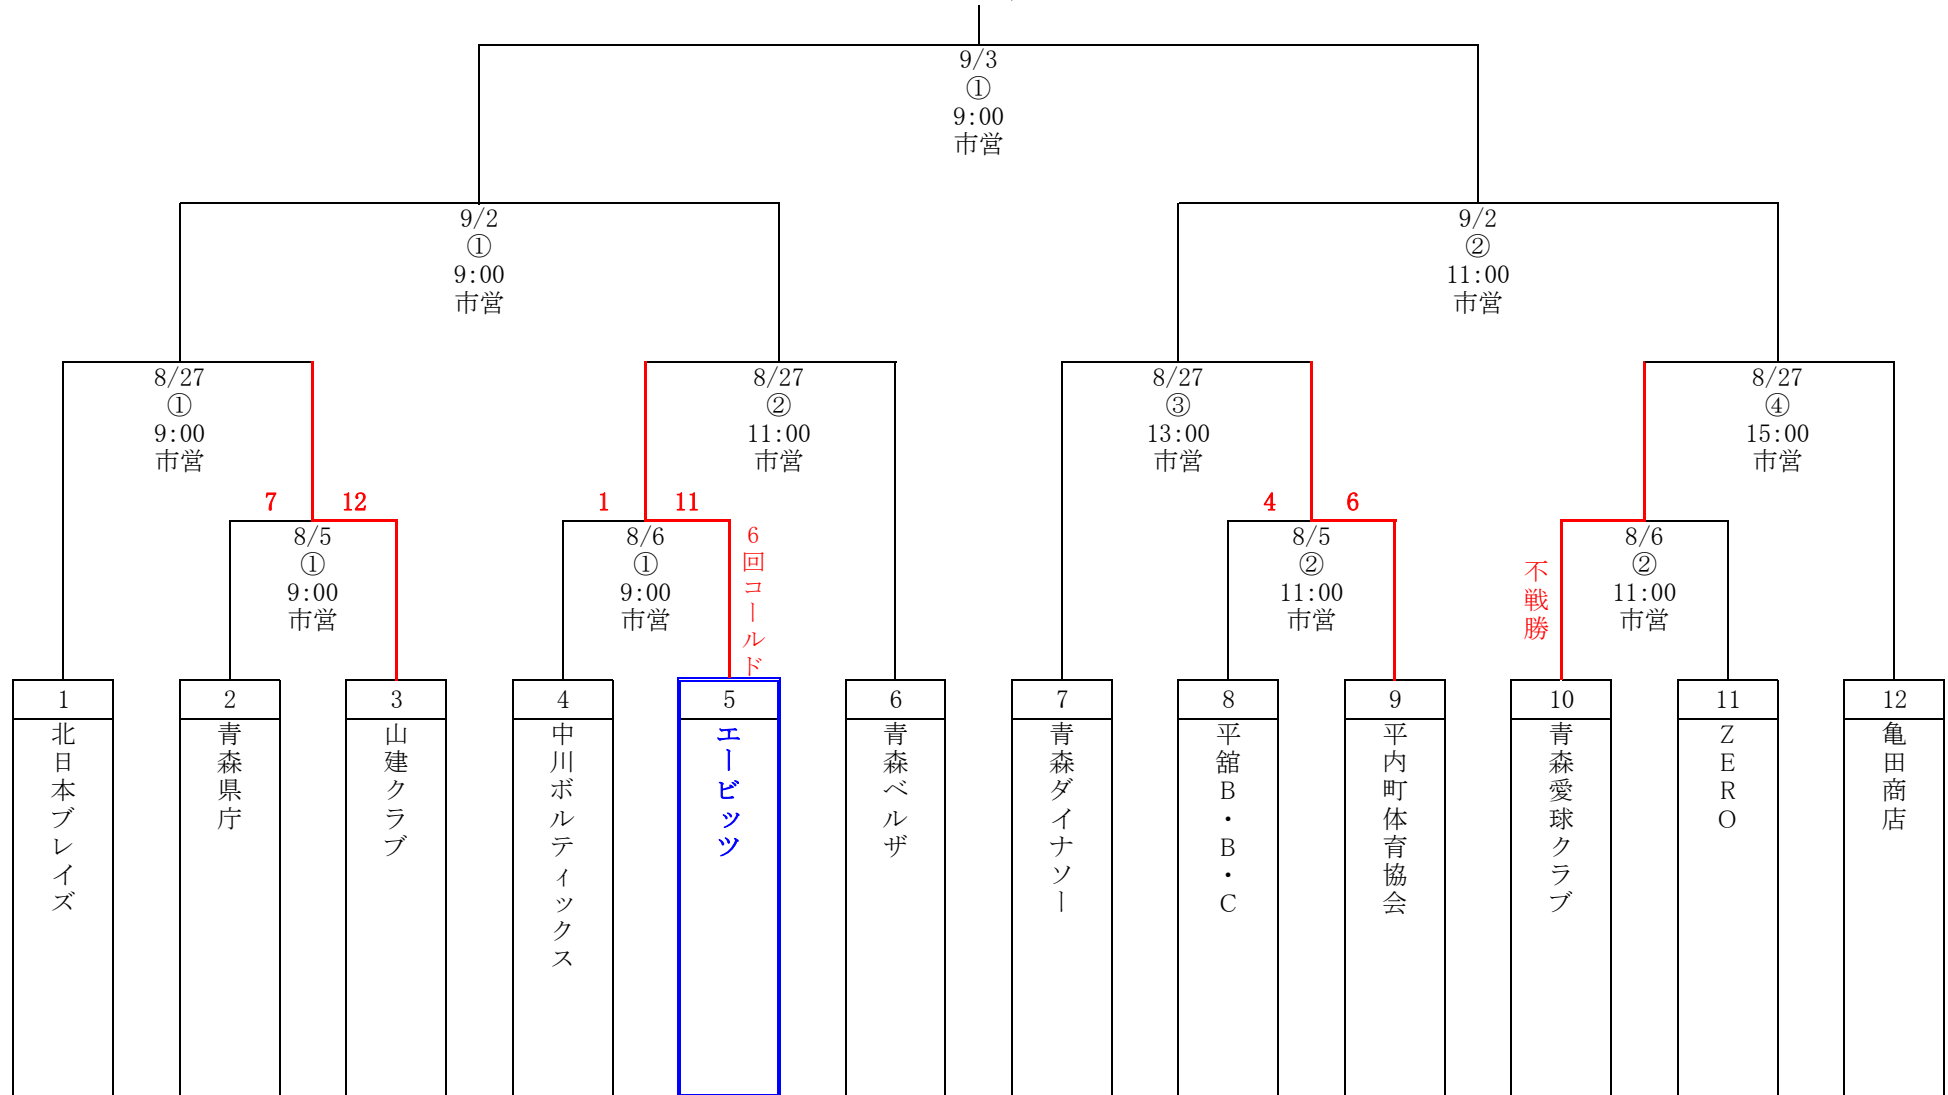 9/3
①
9:00
市営
9/2
①
9:00
市営
9/2
②
11:00
市営
8/27
①
9:00
市営
8/27
②
11:00
市営
8/27
③
13:00
市営
8/27
④
15:00
市営
7 12
1 11
4 6
8/5
①
9:00
市営
8/6
①
9:00
市営
6回コールド
8/5
②
11:00
市営
不戦勝
8/6
②
11:00
市営
1
北日本ブレイズ
2
青森県庁
3
山建クラブ
4
中川ボルティックス
5
エービッツ
6
青森ベルザ
7
青森ダイナソー
8
平舘B・B・C
9
平内町体育協会
10
青森愛球クラブ
11
ZERO
12
亀田商店